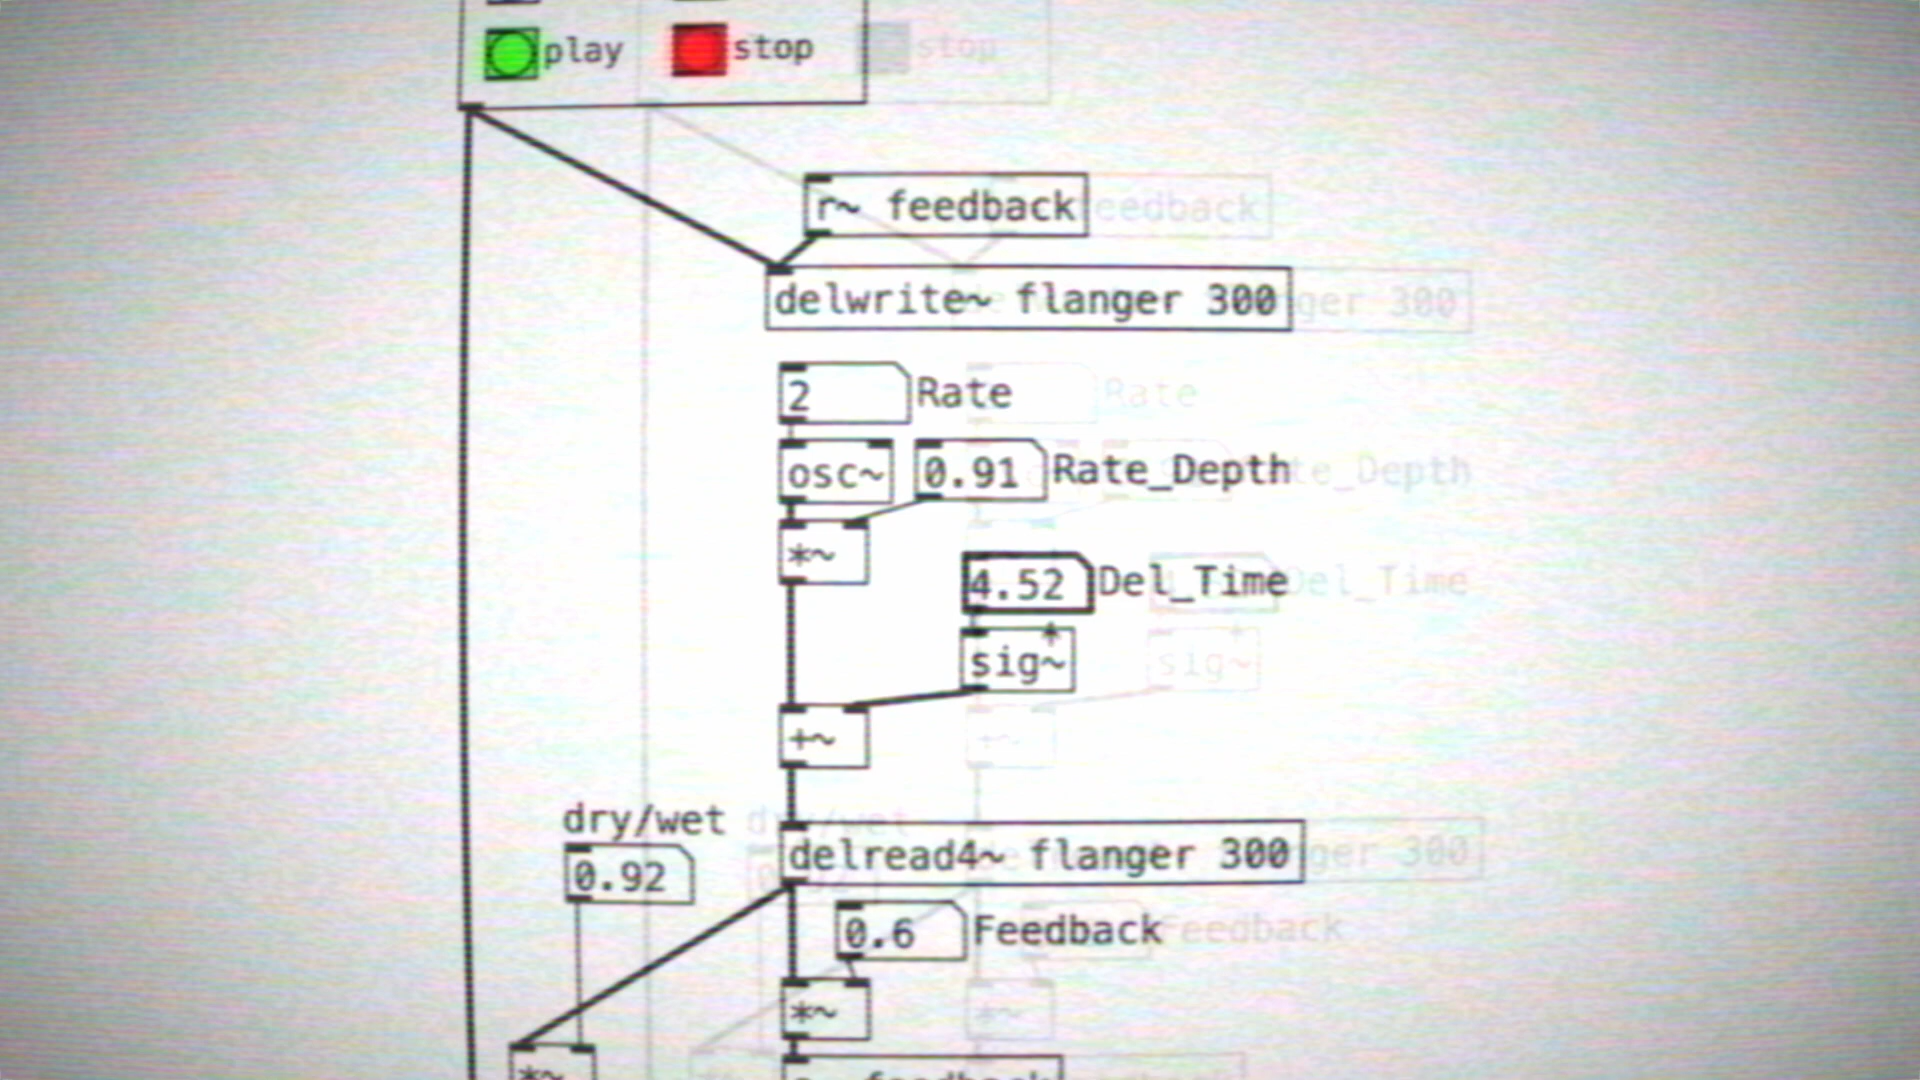 play stop
r~ feedback
delwrite~ flanger 300
2 Rate
osc~ 0.91 Rate_Depth
*~
4.52 Del_Time
sig~
+~
dry/wet
delread4~ flanger 300
0.92
0.6 Feedback
*~
*~
feedback